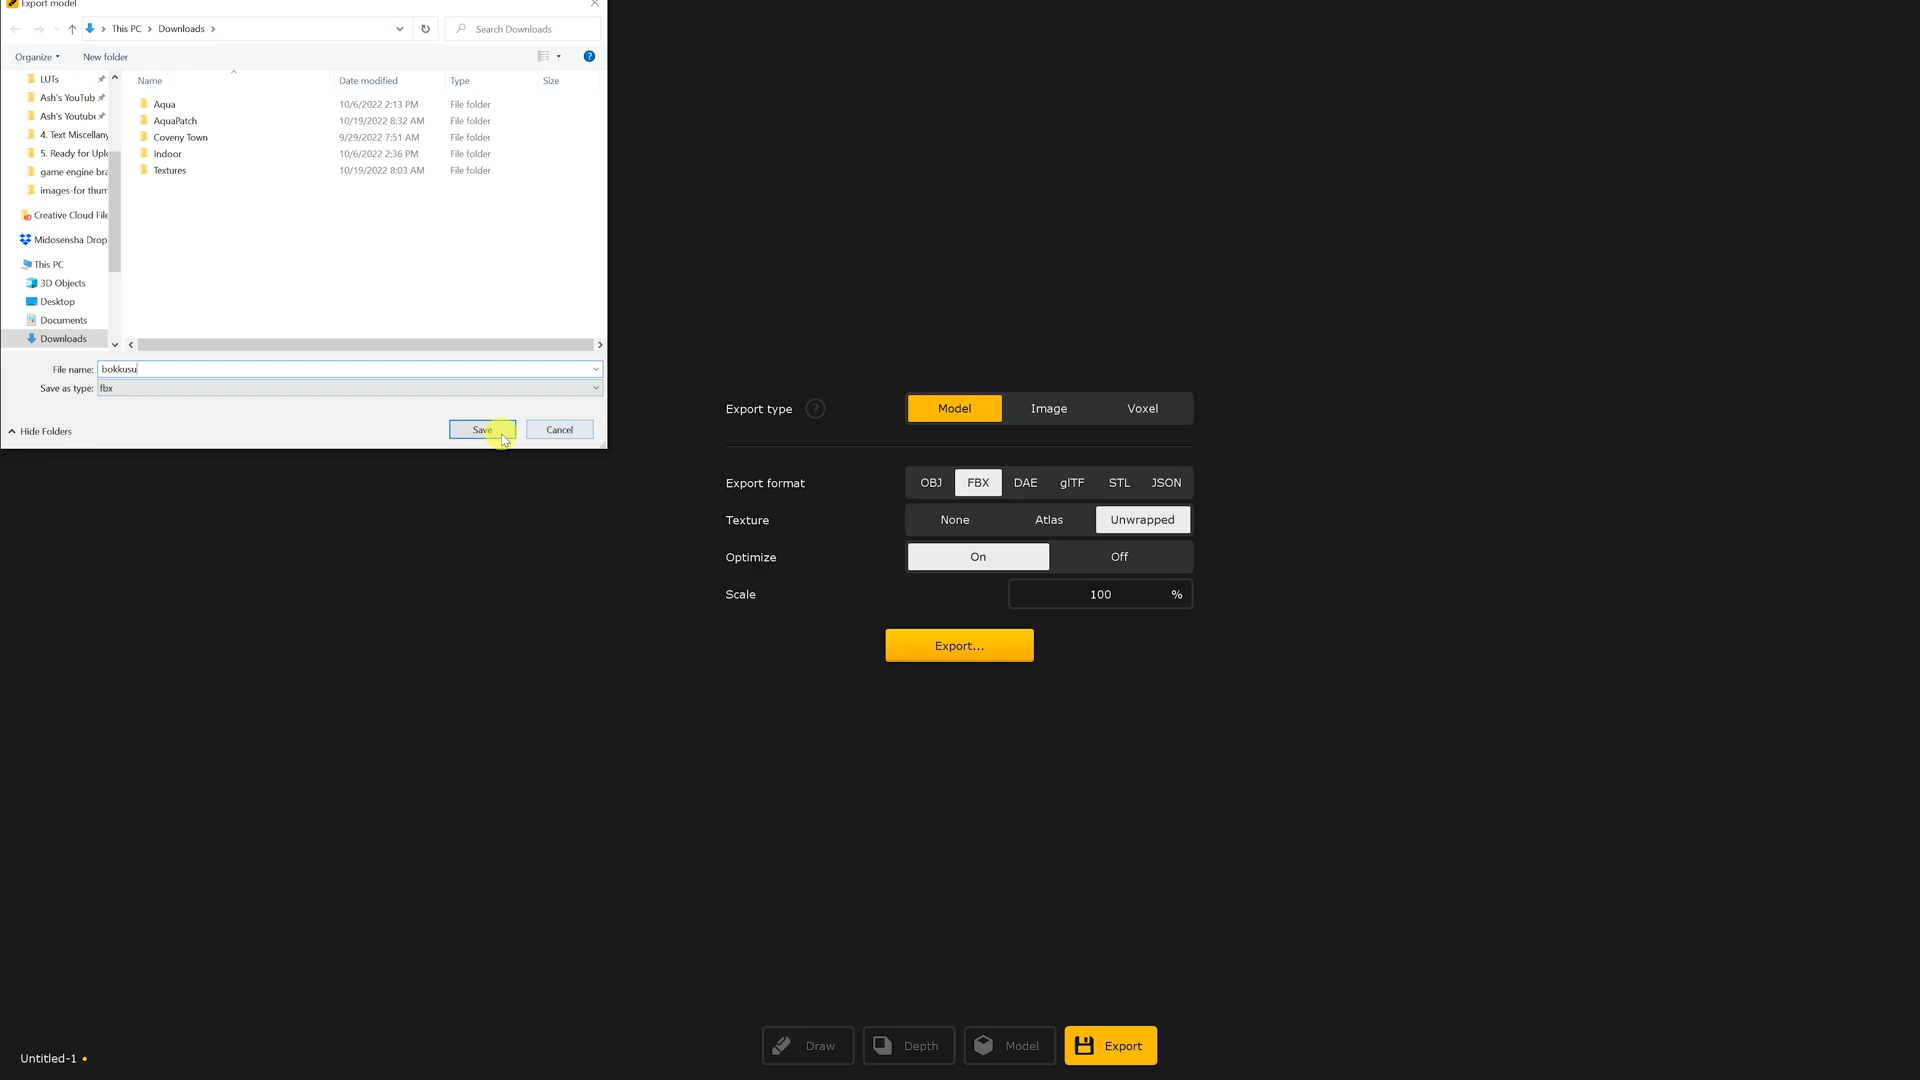 Export model
This PC
Downloads
Search Downloads
Organize
New folder
Name
Date modified
Type
Size
LUTs
Ash's YouTub
Ash's Youtube
4. Text Miscellany
5. Ready for Uplo
game engine bra
images-for thum
Creative Cloud File
Midosensha Drop
This PC
3D Objects
Desktop
Documents
Downloads
Aqua 10/6/2022 2:13 PM File folder
AquaPatch 10/19/2022 8:32 AM File folder
Coveny Town 9/29/2022 7:51 AM File folder
Indoor 10/6/2022 2:36 PM File folder
Textures 10/19/2022 8:03 AM File folder
File name: bokkusu
Save as type: fbx
Hide Folders
Save
Cancel
Export type ? Model Image Voxel
Export format OBJ FBX DAE glTF STL JSON
Texture None Atlas Unwrapped
Optimize On Off
Scale 100 %
Export...
Draw Depth Model Export
Untitled-1